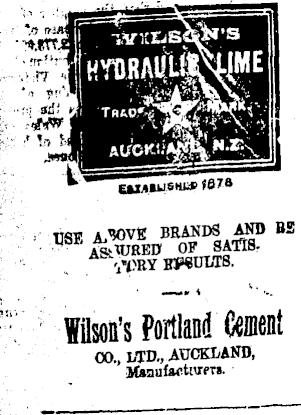 WILSON'S
HYDRAULIC LIME
TRADE MARK
AUCKLAND, N.Z.
ESTABLISHED 1878
USE ABOVE BRANDS AND BE
ASSURED OF SATIS-
RESULTS.
Wilson's Portland Cement
CO., LTD., AUCKLAND,
Manufacturers.